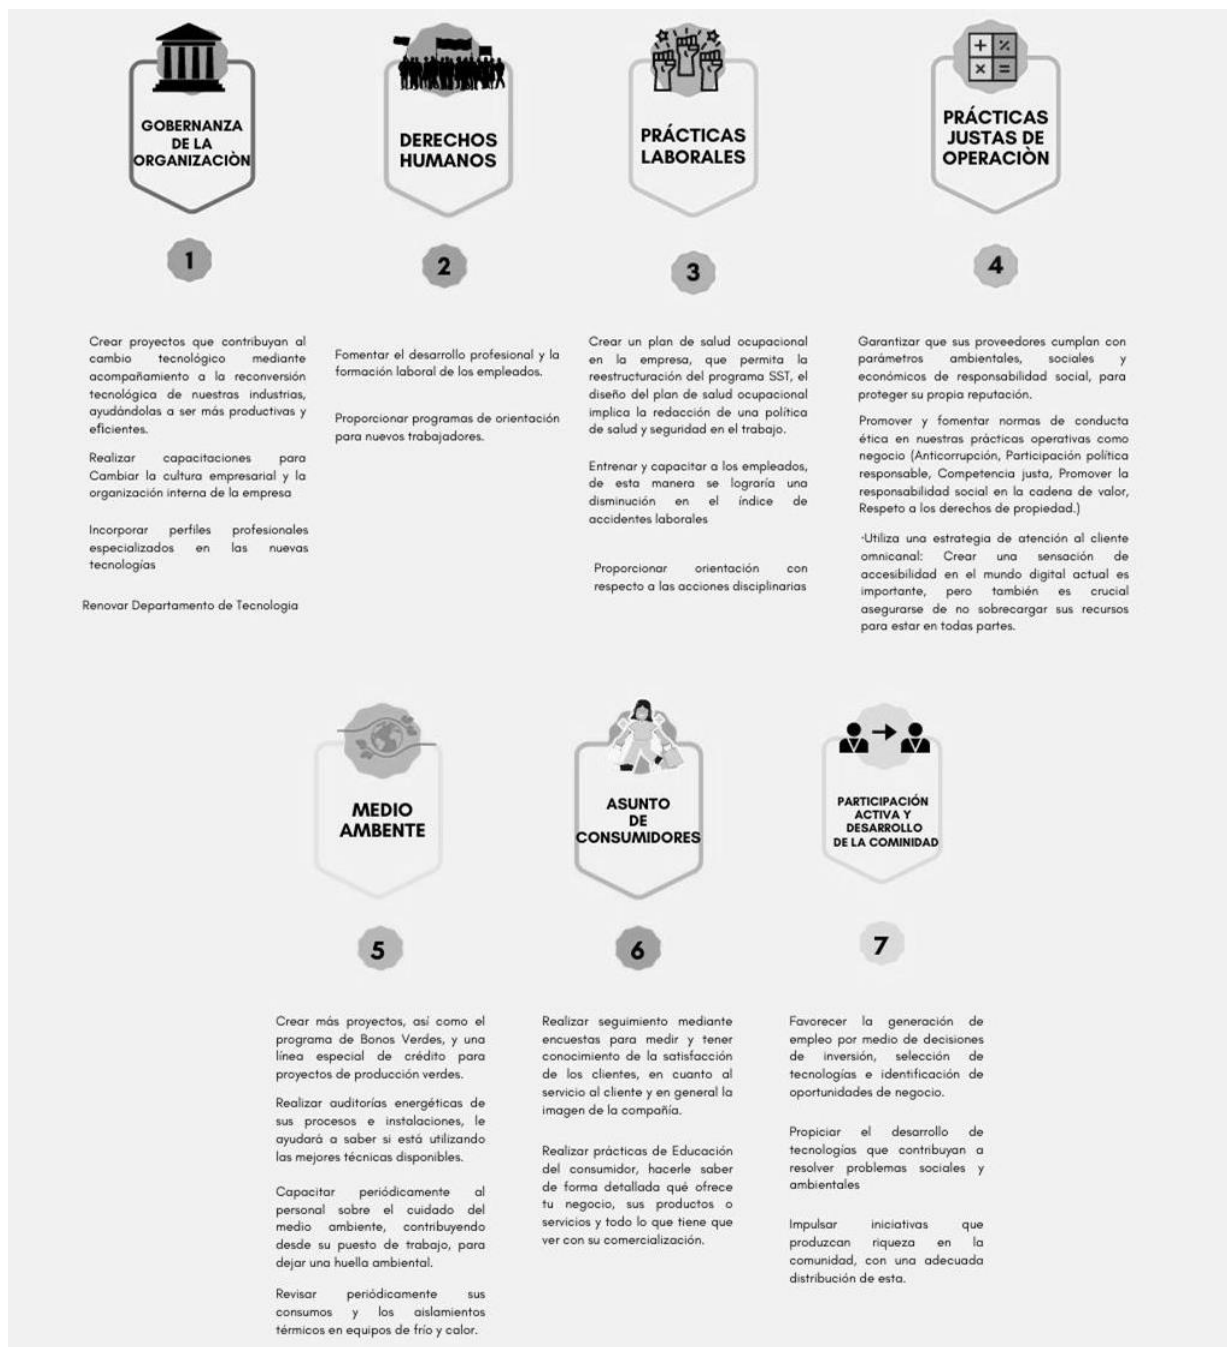 GOBERNANZA
DE LA
ORGANIZACIÒN
1
Crear proyectos que contribuyan al
cambio tecnológico mediante
acompañamiento a la reconversión
tecnológica de nuestras industrias,
ayudándolas a ser más productivas y
eficientes.
Realizar capacitaciones para
Cambiar la cultura empresarial y la
organización interna de la empresa
Incorporar perfiles profesionales
especializados en las nuevas
tecnologías
Renovar Departamento de Tecnologia
DERECHOS
HUMANOS
2
Fomentar el desarrollo profesional y la
formación laboral de los empleados.
Proporcionar programas de orientación
para nuevos trabajadores.
PRÁCTICAS
LABORALES
3
Crear un plan de salud ocupacional
en la empresa, que permita la
reestructuración del programa SST, el
diseño del plan de salud ocupacional
implica la redacción de una política
de salud y seguridad en el trabajo.
Entrenar y capacitar a los empleados,
de esta manera se lograría una
disminución en el índice de
accidentes laborales
Proporcionar orientación con
respecto a las acciones disciplinarias
PRÁCTICAS
JUSTAS DE
OPERACIÒN
4
Garantizar que sus proveedores cumplan con
parámetros ambientales, sociales y
económicos de responsabilidad social, para
proteger su propia reputación.
Promover y fomentar normas de conducta
ética en nuestras prácticas operativas como
negocio (Anticorrupción, Participación política
responsable, Competencia justa, Promover la
responsabilidad social en la cadena de valor,
Respeto a los derechos de propiedad.)
·Utiliza una estrategia de atención al cliente
omnicanal: Crear una sensación de
accesibilidad en el mundo digital actual es
importante, pero también es crucial
asegurarse de no sobrecargar sus recursos
para estar en todas partes.
MEDIO
AMBENTE
5
Crear más proyectos, así como el
programa de Bonos Verdes, y una
línea especial de crédito para
proyectos de producción verdes.
Realizar auditorías energéticas de
sus procesos e instalaciones, le
ayudará a saber si está utilizando
las mejores técnicas disponibles.
Capacitar periódicamente al
personal sobre el cuidado del
medio ambiente, contribuyendo
desde su puesto de trabajo, para
dejar una huella ambiental.
Revisar periódicamente sus
consumos y los aislamientos
térmicos en equipos de frío y calor.
ASUNTO
DE
CONSUMIDORES
6
Realizar seguimiento mediante
encuestas para medir y tener
conocimiento de la satisfacción
de los clientes, en cuanto al
servicio al cliente y en general la
imagen de la compañía.
Realizar prácticas de Educación
del consumidor, hacerle saber
de forma detallada qué ofrece
tu negocio, sus productos o
servicios y todo lo que tiene que
ver con su comercialización.
PARTICIPACIÓN
ACTIVA Y
DESARROLLO
DE LA COMINIDAD
7
Favorecer la generación de
empleo por medio de decisiones
de inversión, selección de
tecnologías e identificación de
oportunidades de negocio.
Propiciar el desarrollo de
tecnologías que contribuyan a
resolver problemas sociales y
ambientales
Impulsar iniciativas que
produzcan riqueza en la
comunidad, con una adecuada
distribución de esta.